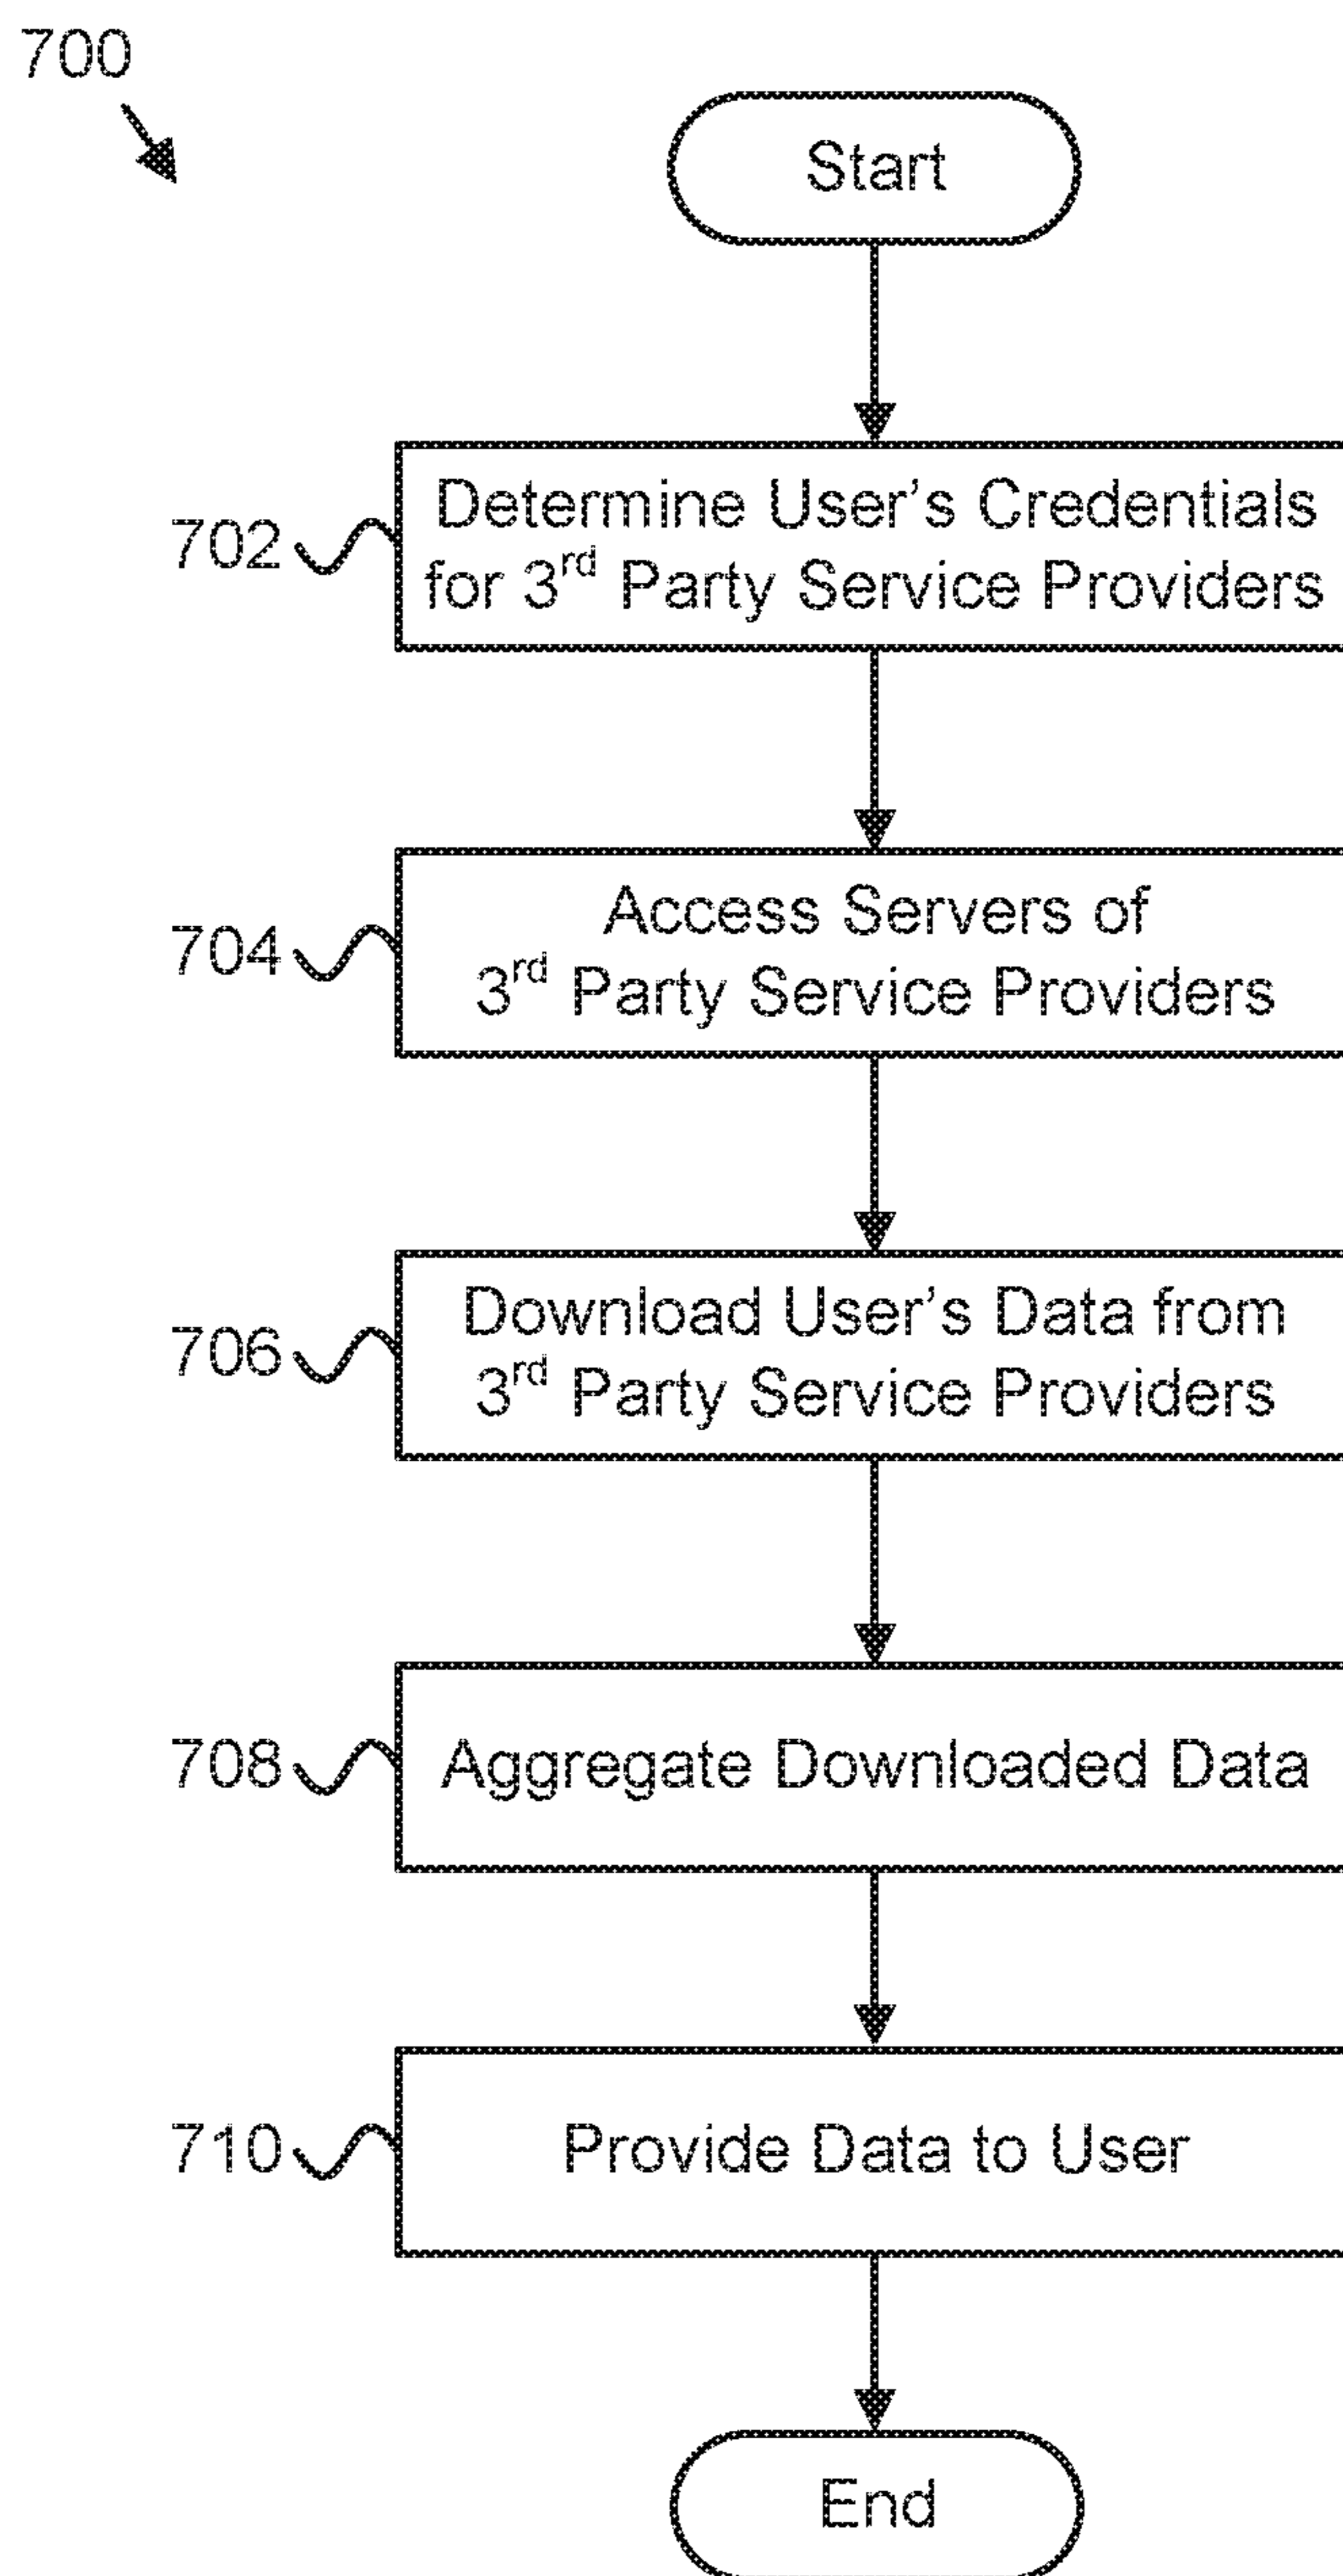 700
Start
702
Determine User's Credentials
for 3rd Party Service Providers
704
Access Servers of
3rd Party Service Providers
706
Download User's Data from
3rd Party Service Providers
708
Aggregate Downloaded Data
710
Provide Data to User
End